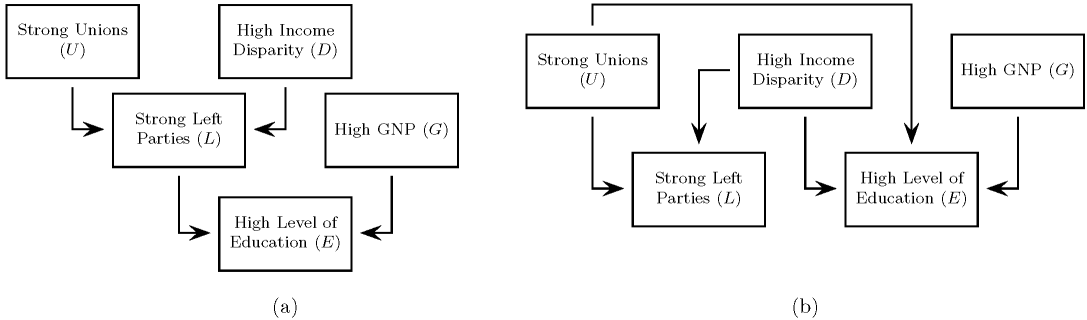 Strong Unions
(U)
High Income
Disparity (D)
Strong Left
Parties (L)
High GNP (G)
High Level of
Education (E)
(a)
Strong Unions
(U)
High Income
Disparity (D)
High GNP (G)
Strong Left
Parties (L)
High Level of
Education (E)
(b)